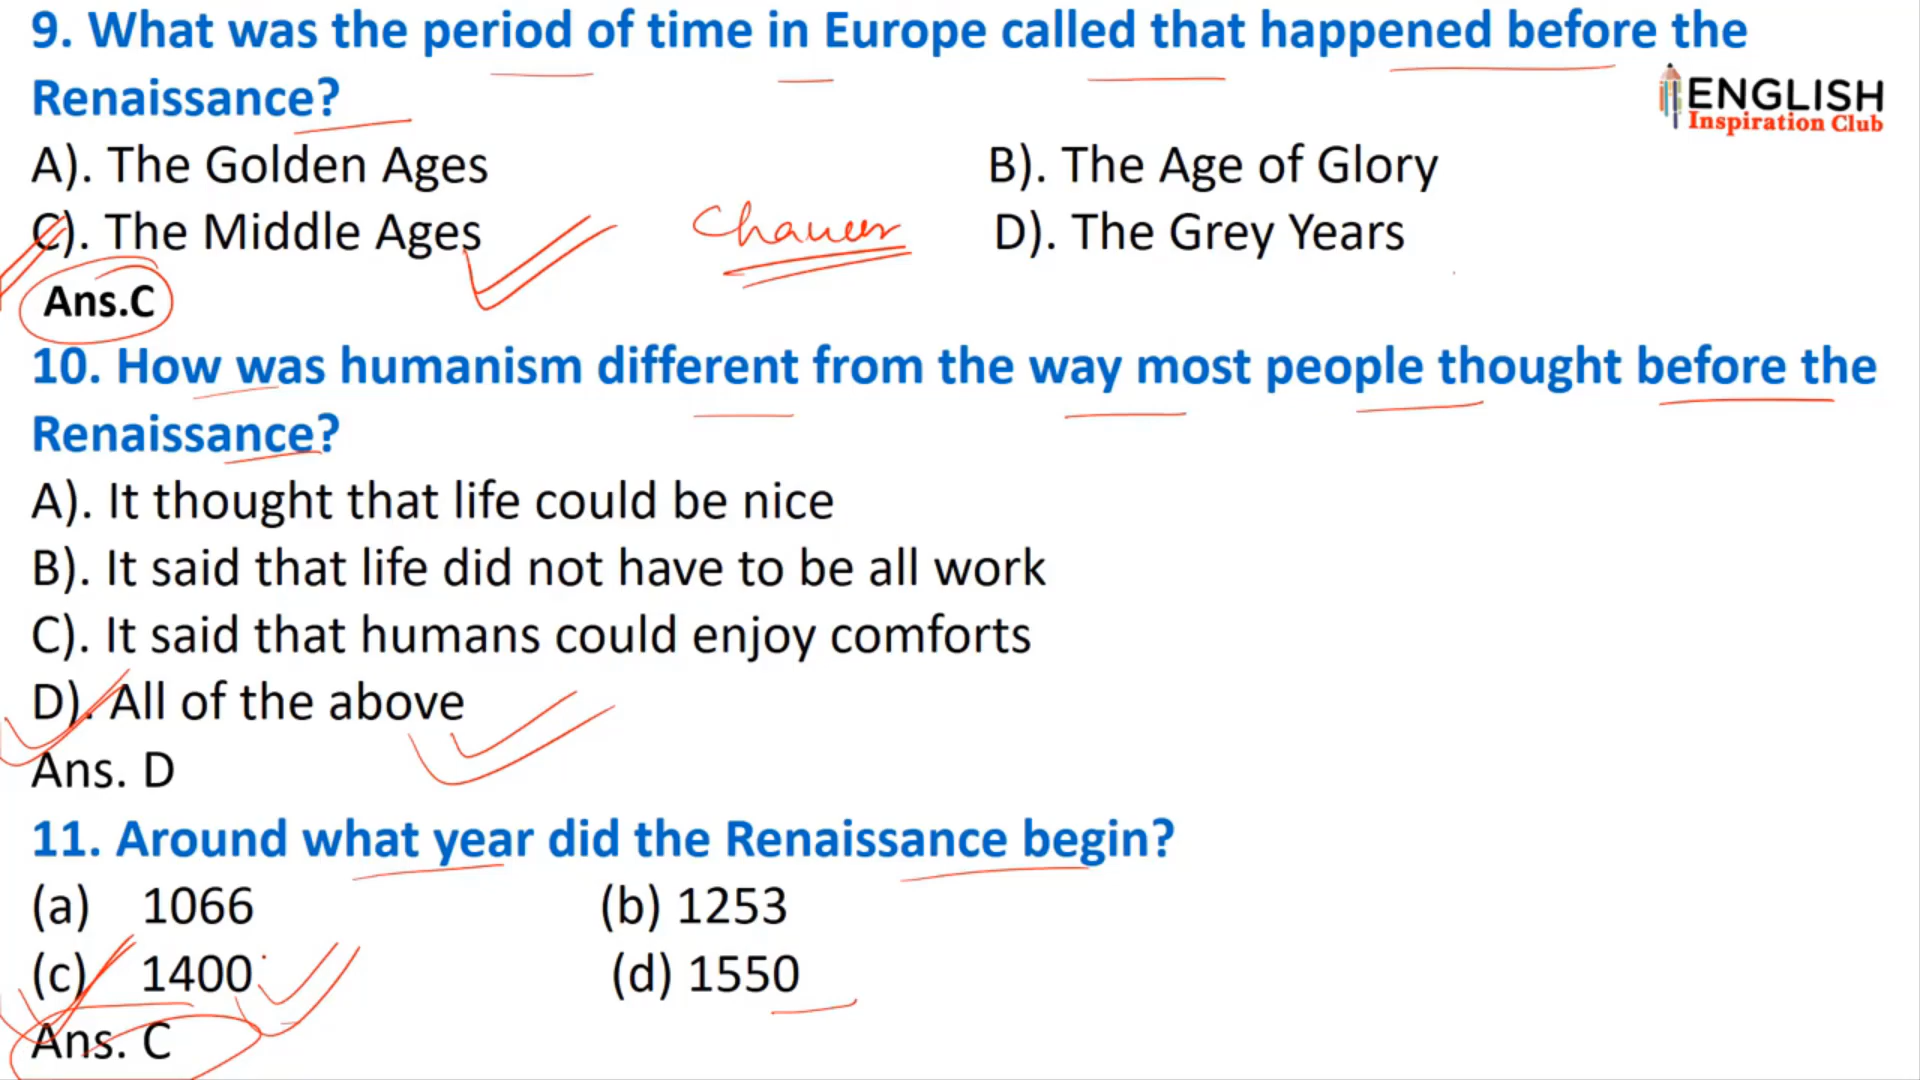 9. What was the period of time in Europe called that happened before the
Renaissance?
ENGLISH
Inspiration Club
A). The Golden Ages B). The Age of Glory
C). The Middle Ages Chaucer D). The Grey Years
Ans.C
10. How was humanism different from the way most people thought before the
Renaissance?
A). It thought that life could be nice
B). It said that life did not have to be all work
C). It said that humans could enjoy comforts
D). All of the above
Ans. D
11. Around what year did the Renaissance begin?
(a) 1066 (b) 1253
(c) 1400 (d) 1550
Ans. C